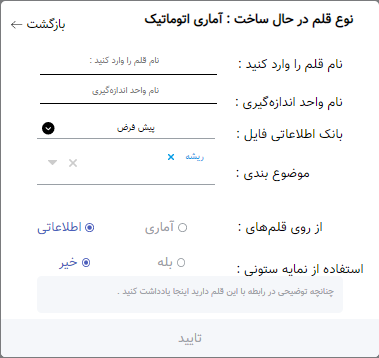 نوع قلم در حال ساخت : آماری اتوماتیک
بازگشت ←
نام قلم را وارد کنید :
نام قلم را وارد کنید :
نام واحد اندازه‌گیری :
نام واحد اندازه‌گیری
بانک اطلاعاتی فایل :
پیش فرض
موضوع بندی :
ریشه ×
از روی قلم‌های :
آماری
اطلاعاتی
استفاده از نمایه ستونی :
بله
خیر
چنانچه توضیحی در رابطه با این قلم دارید اینجا یادداشت کنید .
تایید